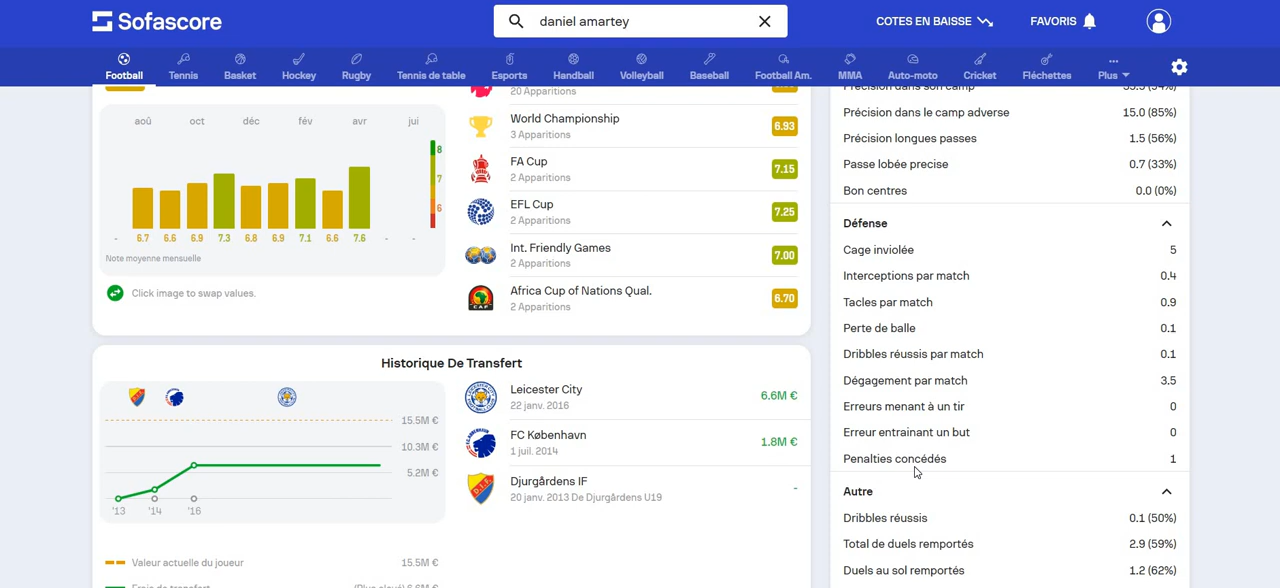 Sofascore
daniel amartey
COTES EN BAISSE
FAVORIS
Football
Tennis
Basket
Hockey
Rugby
Tennis de table
Esports
Handball
Volleyball
Baseball
Football Am.
MMA
Auto-moto
Cricket
Fléchettes
Plus
aoû oct déc fév avr jui
8
7
6
- 6.7 6.6 6.9 7.3 6.8 6.9 7.1 6.6 7.6 - -
Note moyenne mensuelle
Click image to swap values.
20 Apparitions
World Championship
3 Apparitions
6.93
FA Cup
2 Apparitions
7.15
EFL Cup
2 Apparitions
7.25
Int. Friendly Games
2 Apparitions
7.00
Africa Cup of Nations Qual.
2 Apparitions
6.70
Historique De Transfert
15.5M €
10.3M €
5.2M €
'13 '14 '16
Valeur actuelle du joueur 15.5M €
Leicester City
22 janv. 2016
6.6M €
FC København
1 juil. 2014
1.8M €
Djurgårdens IF
20 janv. 2013 De Djurgårdens U19
-
Précision dans son camp
Précision dans le camp adverse 15.0 (85%)
Précision longues passes 1.5 (56%)
Passe lobée precise 0.7 (33%)
Bon centres 0.0 (0%)
Défense
Cage inviolée 5
Interceptions par match 0.4
Tacles par match 0.9
Perte de balle 0.1
Dribbles réussis par match 0.1
Dégagement par match 3.5
Erreurs menant à un tir 0
Erreur entrainant un but 0
Penalties concédés 1
Autre
Dribbles réussis 0.1 (50%)
Total de duels remportés 2.9 (59%)
Duels au sol remportés 1.2 (62%)